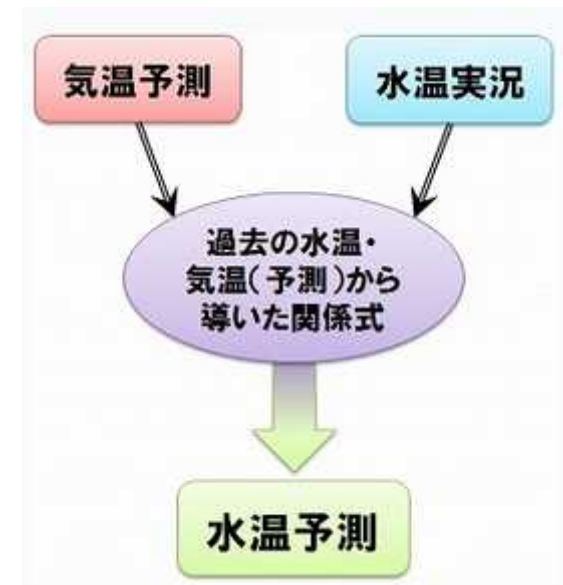 気温予測
水温実況
過去の水温・
気温(予測)から
導いた関係式
水温予測